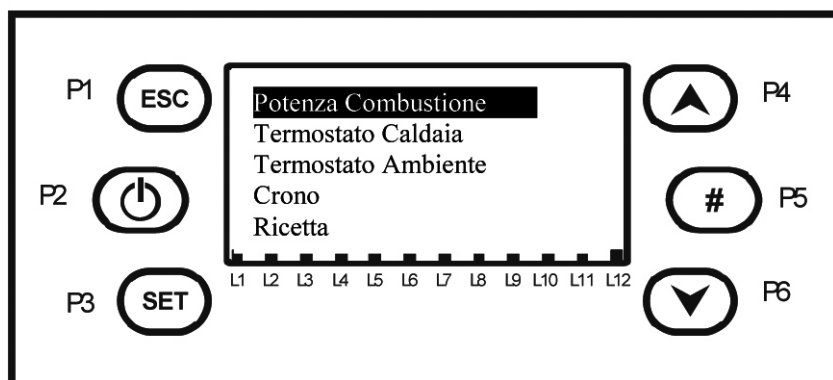 P1 ESC
P2
P3 SET
Potenza Combustione
Termostato Caldaia
Termostato Ambiente
Crono
Ricetta
L1 L2 L3 L4 L5 L6 L7 L8 L9 L10 L11 L12
P4
# P5
P6